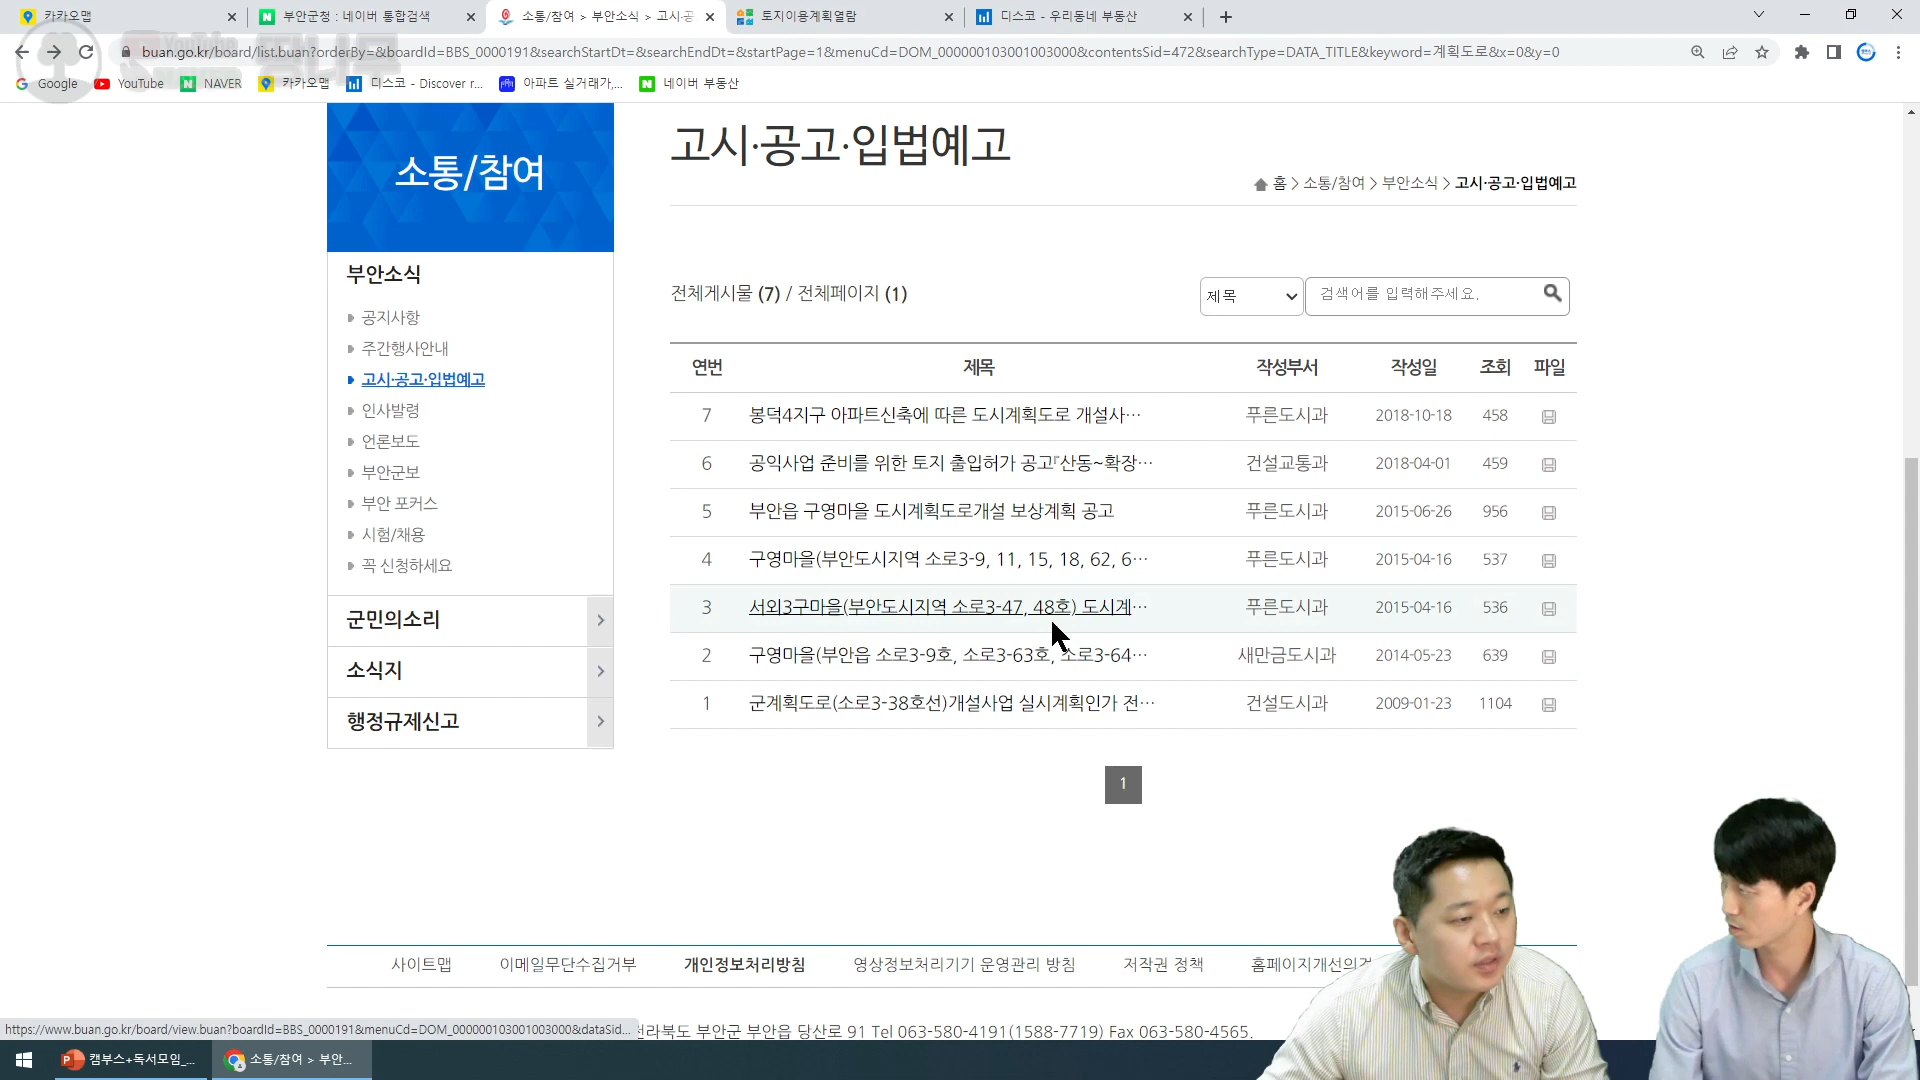 카카오맵
부안군청 : 네이버 통합검색
소통/참여 > 부안소식 > 고시·공
토지이용계획열람
디스코 - 우리동네 부동산
buan.go.kr/board/list.buan?orderBy=&boardId=BBS_0000191&searchStartDt=&searchEndDt=&startPage=1&menuCd=DOM_000000103001003000&contentsSid=472&searchType=DATA_TITLE&keyword=계획도로&x=0&y=0
Google YouTube NAVER 카카오맵 디스코 - Discover r... 아파트 실거래가,... 네이버 부동산
소통/참여
고시·공고·입법예고
홈 > 소통/참여 > 부안소식 > 고시·공고·입법예고
부안소식
공지사항
주간행사안내
고시·공고·입법예고
인사발령
언론보도
부안군보
부안 포커스
시험/채용
꼭 신청하세요
군민의소리
소식지
행정규제신고
전체게시물 (7) / 전체페이지 (1)
제목
검색어를 입력해주세요.
연번 제목 작성부서 작성일 조회 파일
7 봉덕4지구 아파트신축에 따른 도시계획도로 개설사… 푸른도시과 2018-10-18 458
6 공익사업 준비를 위한 토지 출입허가 공고『산동~확장… 건설교통과 2018-04-01 459
5 부안읍 구영마을 도시계획도로개설 보상계획 공고 푸른도시과 2015-06-26 956
4 구영마을(부안도시지역 소로3-9, 11, 15, 18, 62, 6… 푸른도시과 2015-04-16 537
3 서외3구마을(부안도시지역 소로3-47, 48호) 도시계… 푸른도시과 2015-04-16 536
2 구영마을(부안읍 소로3-9호, 소로3-63호, 소로3-64… 새만금도시과 2014-05-23 639
1 군계획도로(소로3-38호선)개설사업 실시계획인가 전… 건설도시과 2009-01-23 1104
1
사이트맵 이메일무단수집거부 개인정보처리방침 영상정보처리기기 운영관리 방침 저작권 정책 홈페이지개선의견
https://www.buan.go.kr/board/view.buan?boardId=BBS_0000191&menuCd=DOM_000000103001003000&dataSid...
전라북도 부안군 부안읍 당산로 91 Tel 063-580-4191(1588-7719) Fax 063-580-4565.
캠부스+독서모임_...
소통/참여 > 부안...